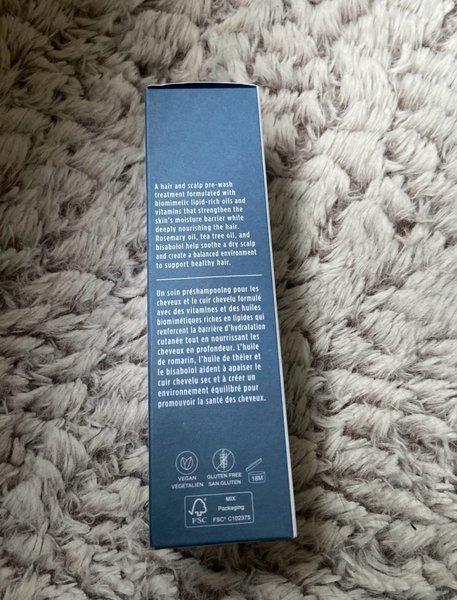 A hair and scalp pre-wash
treatment formulated with
biomimetic lipid-rich oils and
vitamins that strengthen the
skin's moisture barrier while
deeply nourishing the hair.
Rosemary oil, tea tree oil, and
bisabolol help soothe a dry scalp
and create a balanced environment
to support healthy hair.
Un soin préshampooing pour les
cheveux et le cuir chevelu formulé
avec des vitamines et des huiles
biomimétiques riches en lipides qui
renforcent la barrière d'hydratation
cutanée tout en nourrissant les
cheveux en profondeur. L'huile
de romarin, l'huile de théier et
le bisabolol aident à apaiser le
cuir chevelu sec et à créer un
environnement équilibré pour
promouvoir la santé des cheveux.
VEGAN
VÉGÉTALIEN
GLUTEN FREE
SAN GLUTEN
18M
FSC
MIX
Packaging
FSC® C102375